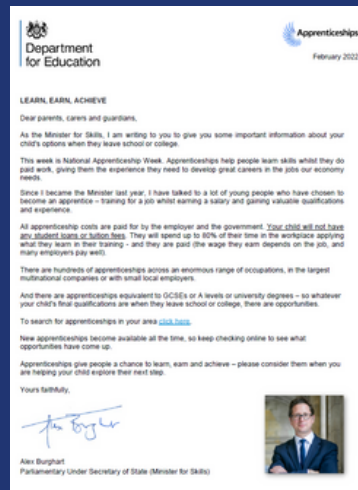 Department
for Education
Apprenticeships
February 2022
LEARN, EARN, ACHIEVE
Dear parents, carers and guardians,
As the Minister for Skills, I am writing to you to give you some important information about your
child's options when they leave school or college.
This week is National Apprenticeship Week. Apprenticeships help people learn skills whilst they do
paid work, giving them the experience they need to develop great careers in the jobs our economy
needs.
Since I became the Minister last year, I have talked to a lot of young people who have chosen to
become an apprentice – training for a job whilst earning a salary and gaining valuable qualifications
and experience.
All apprenticeship costs are paid for by the employer and the government. Your child will not have
any student loans or tuition fees. They will spend up to 80% of their time in the workplace applying
what they learn in their training - and they are paid (the wage they earn depends on the job, and
many employers pay well).
There are hundreds of apprenticeships across an enormous range of occupations, in the largest
multinational companies or with small local employers.
And there are apprenticeships equivalent to GCSEs or A levels or university degrees – so whatever
your child's final qualifications are when they leave school or college, there are opportunities.
To search for apprenticeships in your area click here.
New apprenticeships become available all the time, so keep checking online to see what
opportunities have come up.
Apprenticeships give people a chance to learn, earn and achieve – please consider them when you
are helping your child explore their next step.
Yours faithfully,
Alex Burghart
Alex Burghart
Parliamentary Under Secretary of State (Minister for Skills)